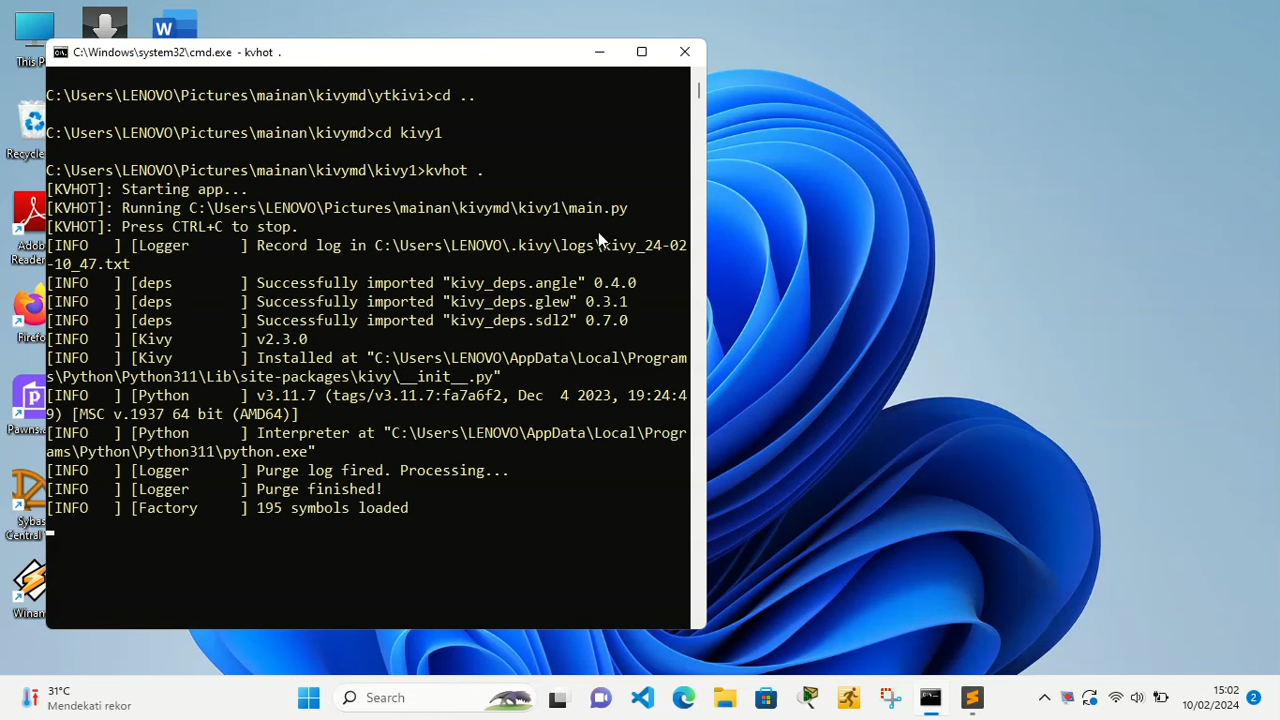 C:\Windows\system32\cmd.exe - kvhot .
C:\Users\LENOVO\Pictures\mainan\kivymd\ytkivi>cd ..
C:\Users\LENOVO\Pictures\mainan\kivymd>cd kivy1
C:\Users\LENOVO\Pictures\mainan\kivymd\kivy1>kvhot .
[KVHOT]: Starting app...
[KVHOT]: Running C:\Users\LENOVO\Pictures\mainan\kivymd\kivy1\main.py
[KVHOT]: Press CTRL+C to stop.
[INFO   ] [Logger      ] Record log in C:\Users\LENOVO\.kivy\logs\kivy_24-02
-10_47.txt
[INFO   ] [deps        ] Successfully imported "kivy_deps.angle" 0.4.0
[INFO   ] [deps        ] Successfully imported "kivy_deps.glew" 0.3.1
[INFO   ] [deps        ] Successfully imported "kivy_deps.sdl2" 0.7.0
[INFO   ] [Kivy        ] v2.3.0
[INFO   ] [Kivy        ] Installed at "C:\Users\LENOVO\AppData\Local\Program
s\Python\Python311\Lib\site-packages\kivy\__init__.py"
[INFO   ] [Python      ] v3.11.7 (tags/v3.11.7:fa7a6f2, Dec  4 2023, 19:24:4
9) [MSC v.1937 64 bit (AMD64)]
[INFO   ] [Python      ] Interpreter at "C:\Users\LENOVO\AppData\Local\Progr
ams\Python\Python311\python.exe"
[INFO   ] [Logger      ] Purge log fired. Processing...
[INFO   ] [Logger      ] Purge finished!
[INFO   ] [Factory     ] 195 symbols loaded
This P
Recycle
Adob
Reader
Firefo
Pawns.
Sybas
Central
Winam
31°C
Mendekati rekor
Search
15:02
10/02/2024
2